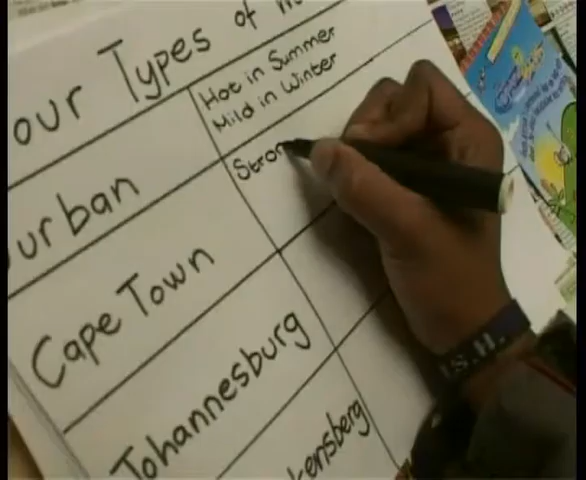 our Types of
Hot in Summer
Mild in Winter
urban
Stron
Cape Town
Johannesburg
kensberg
I.S.H.